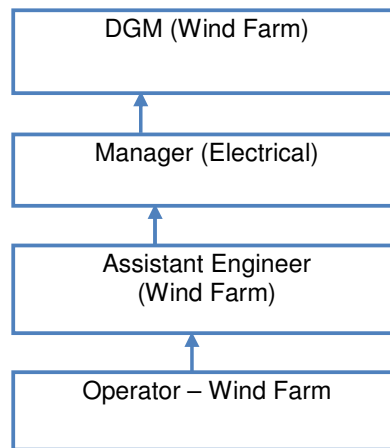 DGM (Wind Farm)
Manager (Electrical)
Assistant Engineer
(Wind Farm)
Operator – Wind Farm